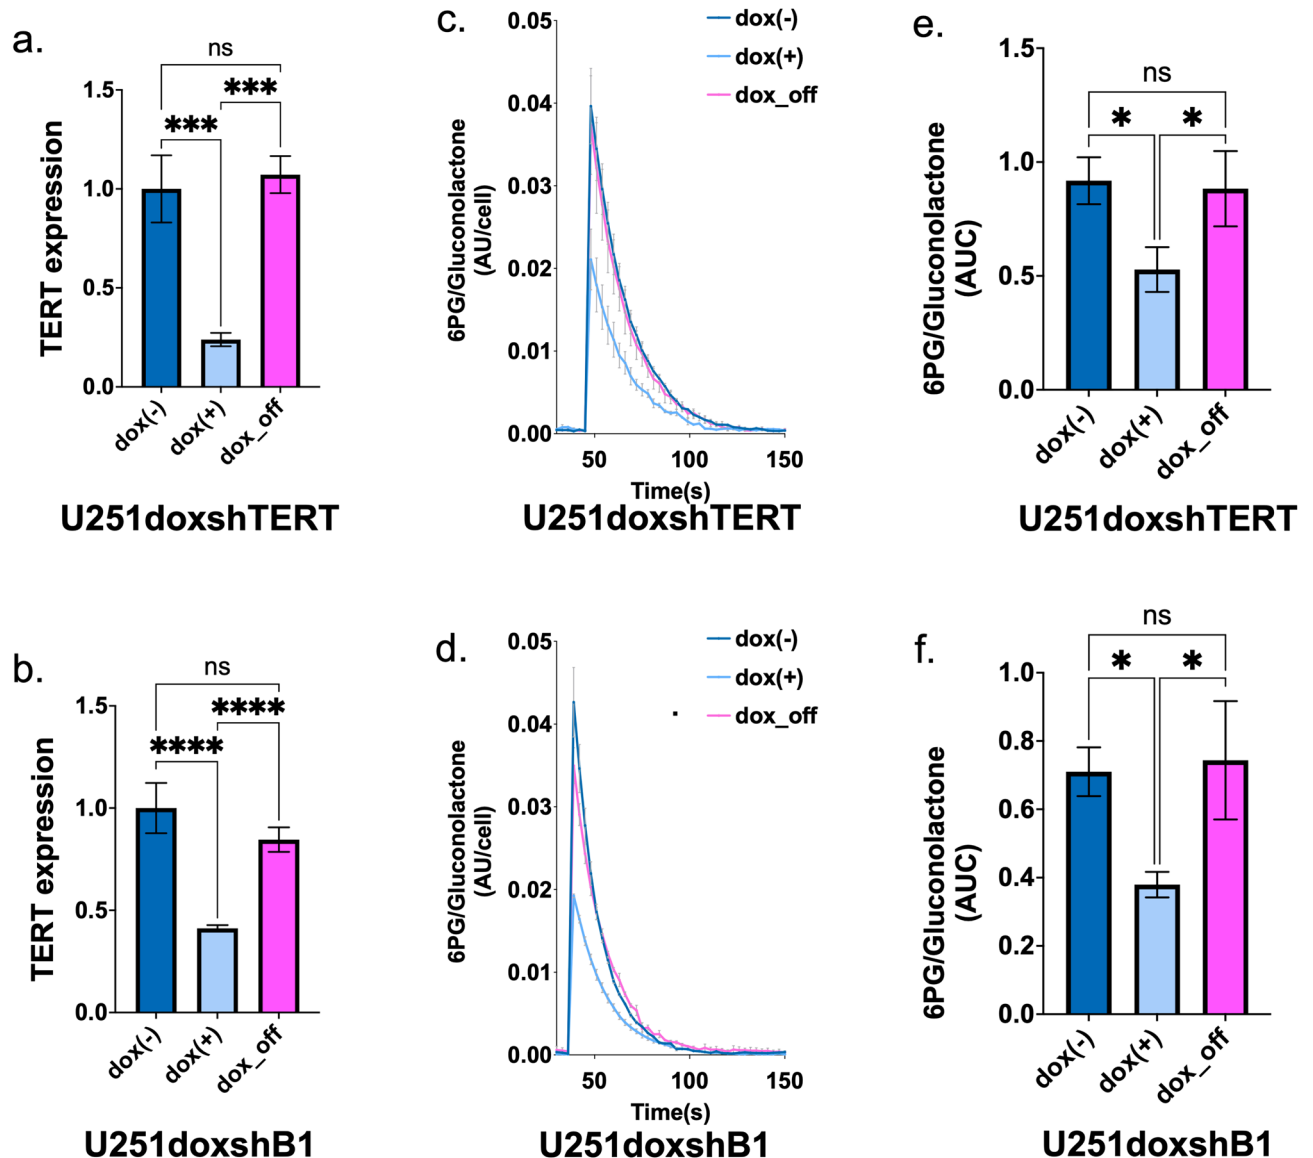 a.
ns
***
***
TERT expression
1.5
1.0
0.5
0.0
dox(-)
dox(+)
dox_off
U251doxshTERT
c.
dox(-)
dox(+)
dox_off
6PG/Gluconolactone
(AU/cell)
0.05
0.04
0.03
0.02
0.01
0.00
50
100
150
Time(s)
U251doxshTERT
e.
ns
*
*
6PG/Gluconolactone
(AUC)
1.5
1.0
0.5
0.0
dox(-)
dox(+)
dox_off
U251doxshTERT
b.
ns
****
****
TERT expression
1.5
1.0
0.5
0.0
dox(-)
dox(+)
dox_off
U251doxshB1
d.
dox(-)
dox(+)
dox_off
6PG/Gluconolactone
(AU/cell)
0.05
0.04
0.03
0.02
0.01
0.00
50
100
150
Time(s)
U251doxshB1
f.
ns
*
*
6PG/Gluconolactone
(AUC)
1.0
0.8
0.6
0.4
0.2
0.0
dox(-)
dox(+)
dox_off
U251doxshB1